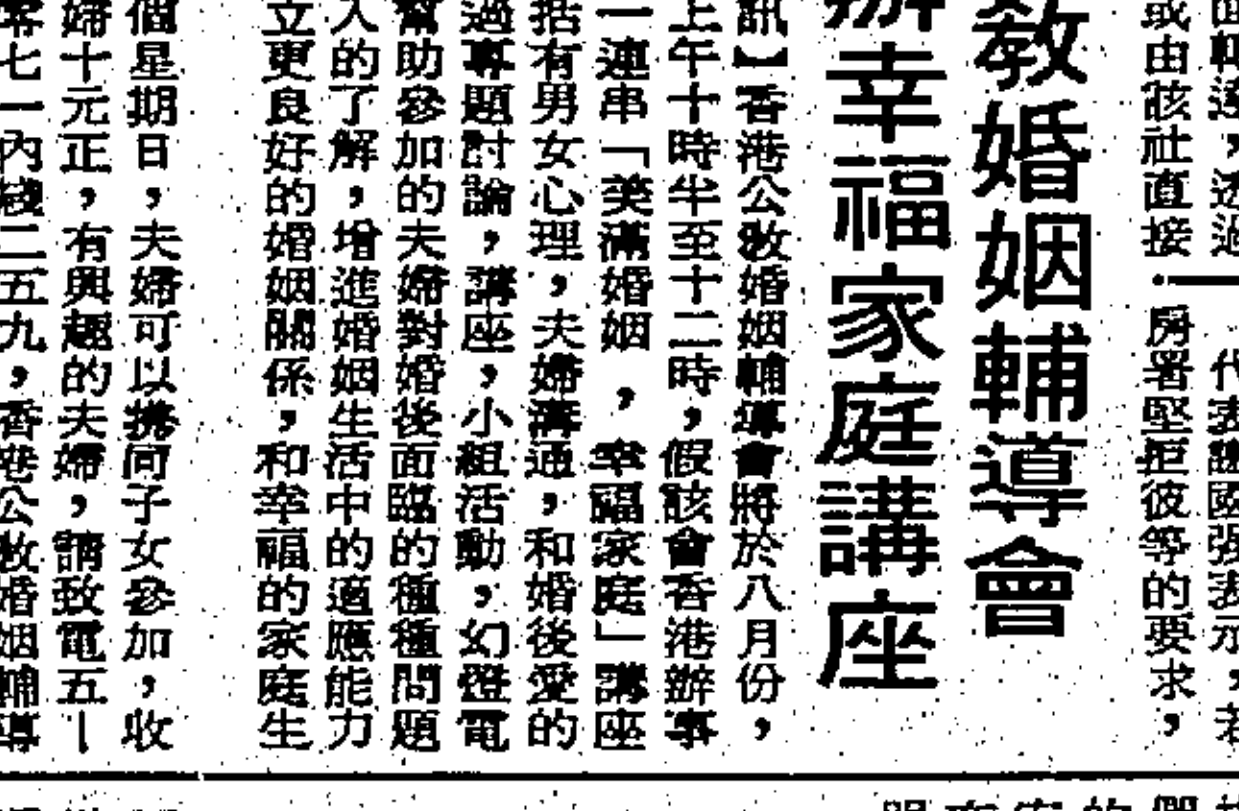 教婚姻輔導會
辦幸福家庭講座
訊】香港公教婚姻輔導會將於八月份，
上午十時半至十二時，假該會香港辦事
一連串「美滿婚姻，幸福家庭」講座
括有男女心理，夫婦溝通，和婚後愛的
過專題討論，講座，小組活動，幻燈電
幫助參加的夫婦對婚後面臨的種種問題
人的了解，增進婚姻生活中的適應能力
立更良好的婚姻關係，和幸福的家庭生
個星期日，夫婦可以携同子女參加，收
婦十元正，有興趣的夫婦，請致電五—
零七一內綫二五九，香港公教婚姻輔導
或由該社直接
房署堅拒彼等的要求，